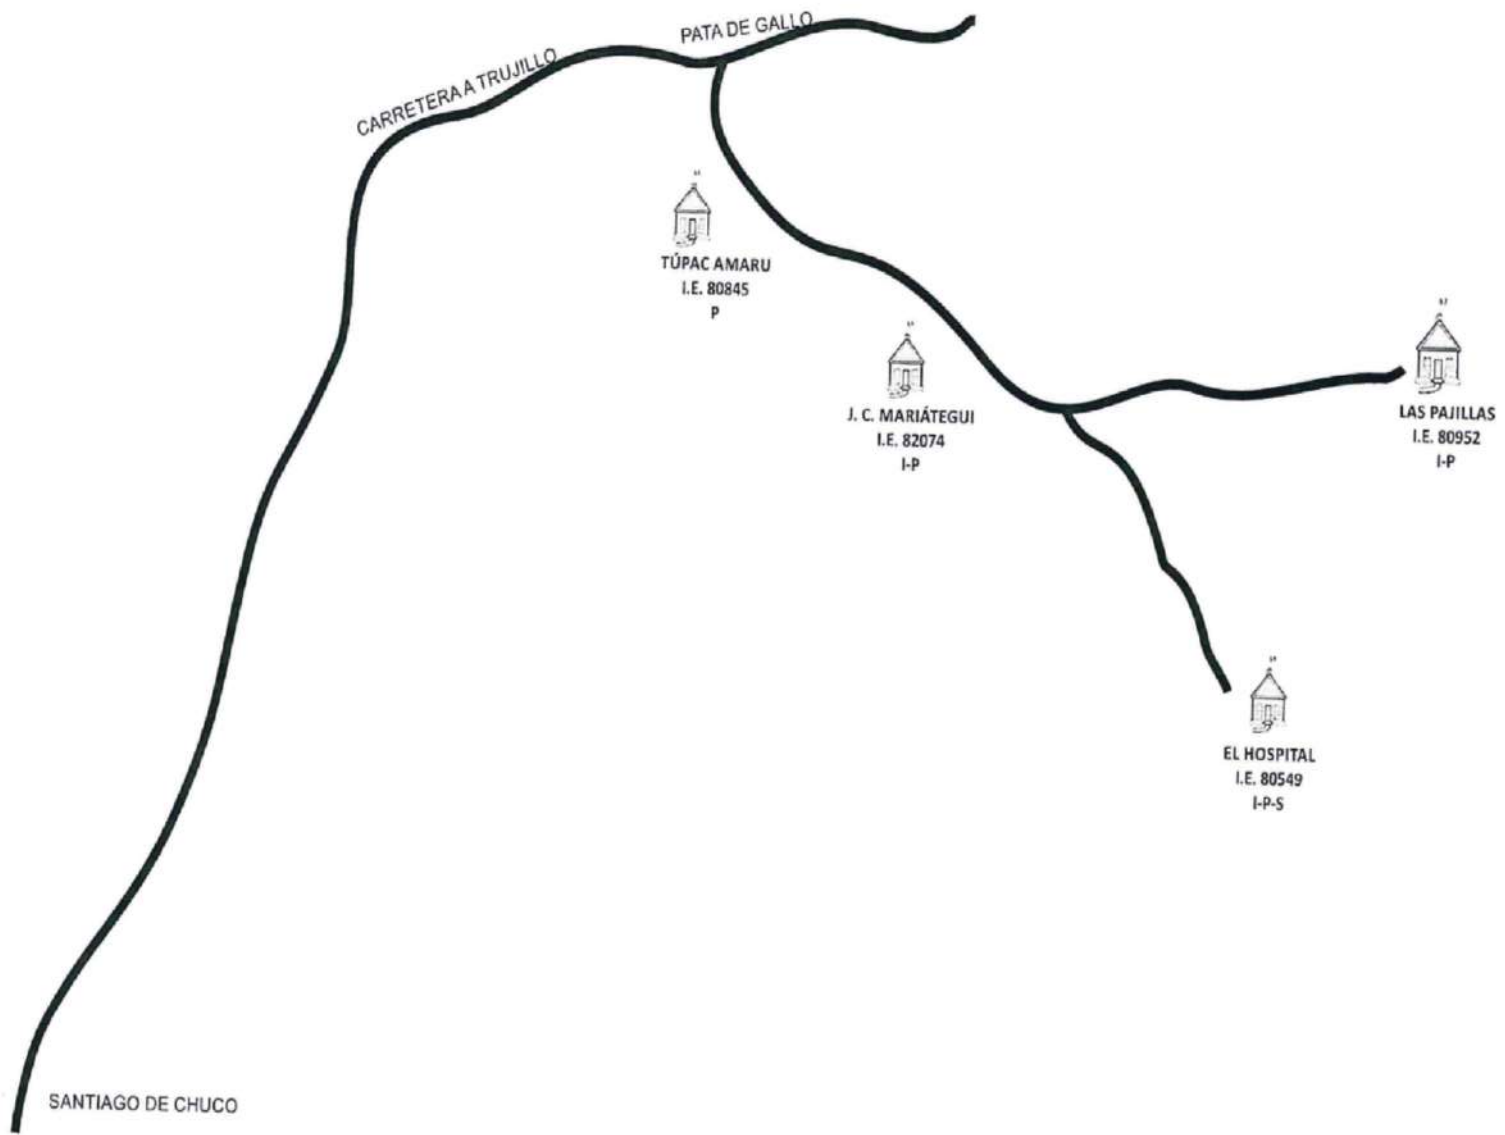 PATA DE GALLO
CARRETERA A TRUJILLO
TÚPAC AMARU
I.E. 80845
P
J. C. MARIÁTEGUI
I.E. 82074
I-P
LAS PAJILLAS
I.E. 80952
I-P
EL HOSPITAL
I.E. 80549
I-P-S
SANTIAGO DE CHUCO